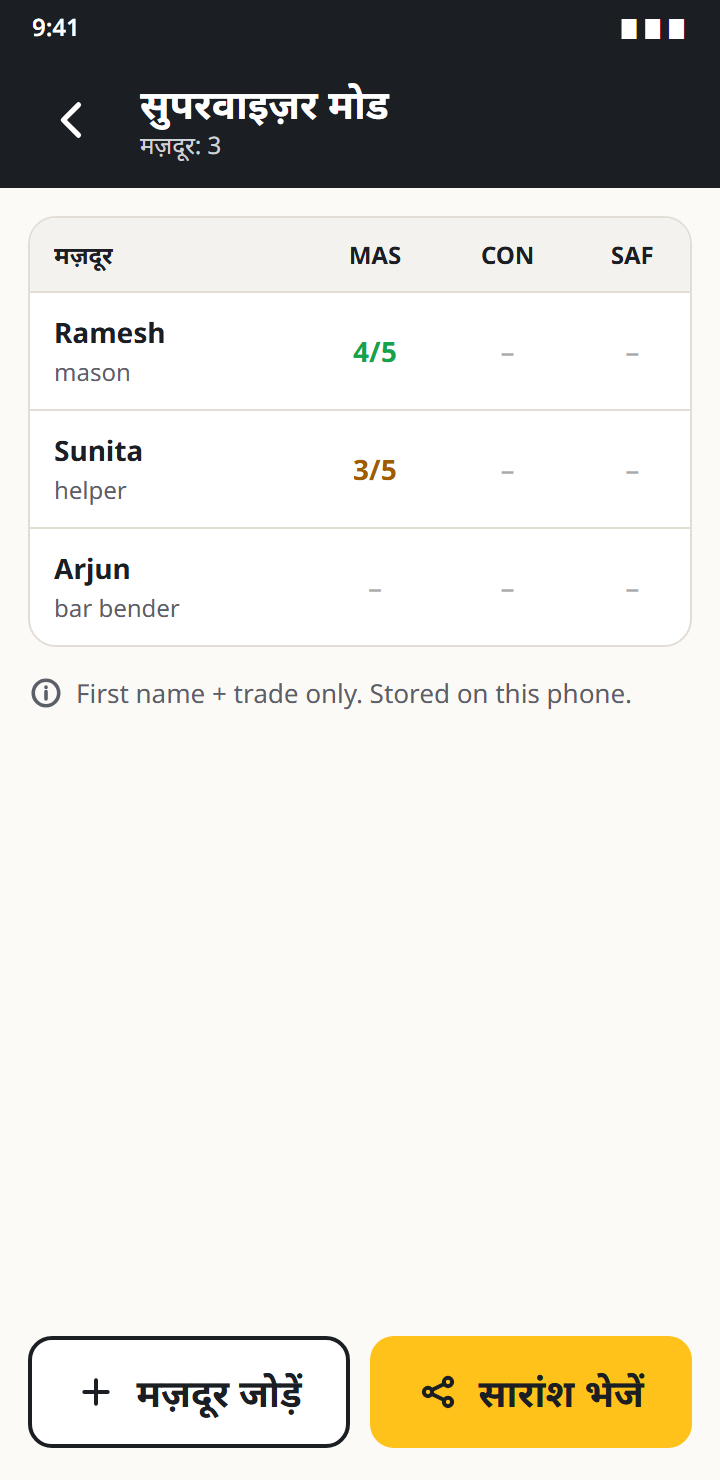 9:41
सुपरवाइज़र मोड
मज़दूर: 3
मज़दूर MAS CON SAF
Ramesh
mason
4/5 – –
Sunita
helper
3/5 – –
Arjun
bar bender
– – –
First name + trade only. Stored on this phone.
मज़दूर जोड़ें
सारांश भेजें